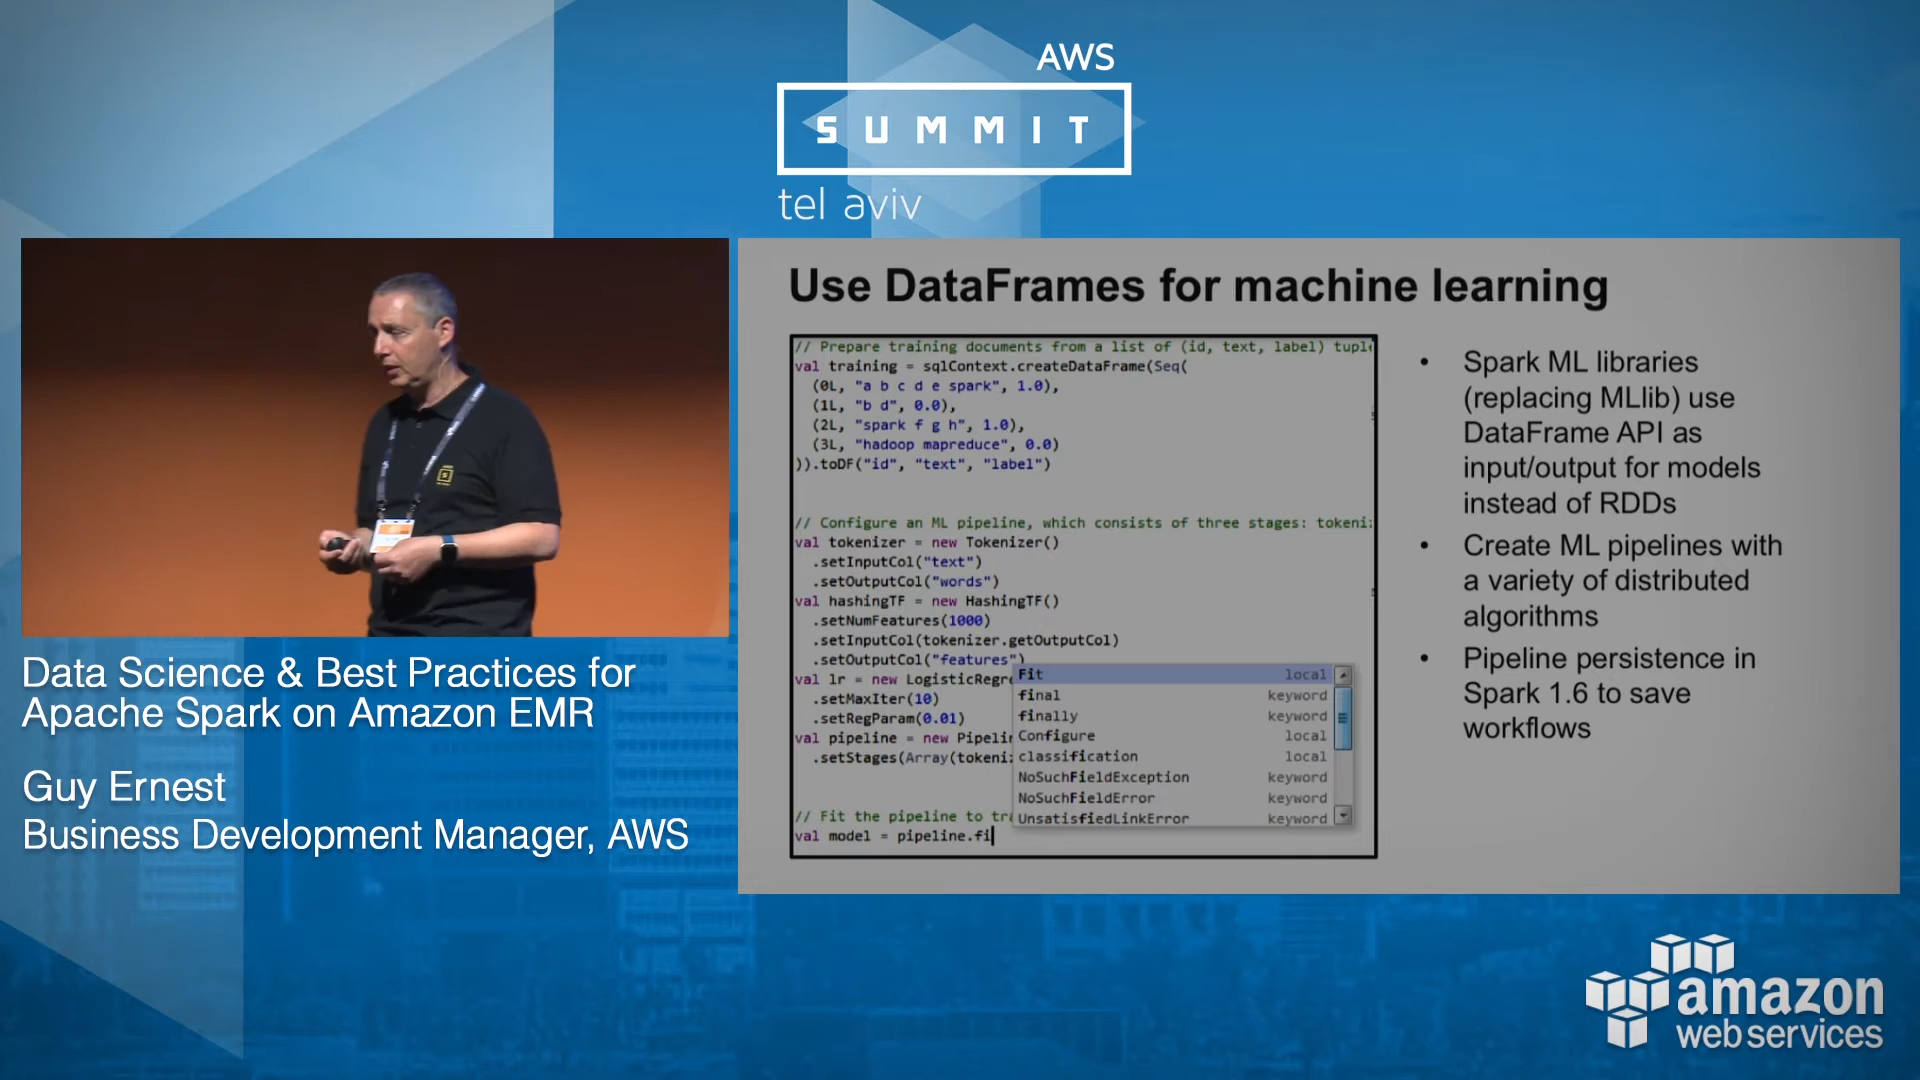 AWS
SUMMIT
tel aviv
Use DataFrames for machine learning
// Prepare training documents from a list of (id, text, label) tuple
val training = sqlContext.createDataFrame(Seq(
(0L, "a b c d e spark", 1.0),
(1L, "b d", 0.0),
(2L, "spark f g h", 1.0),
(3L, "hadoop mapreduce", 0.0)
)).toDF("id", "text", "label")
// Configure an ML pipeline, which consists of three stages: tokeni
val tokenizer = new Tokenizer()
.setInputCol("text")
.setOutputCol("words")
val hashingTF = new HashingTF()
.setNumFeatures(1000)
.setInputCol(tokenizer.getOutputCol)
.setOutputCol("features")
val lr = new LogisticRegre
.setMaxIter(10)
.setRegParam(0.01)
val pipeline = new Pipelin
.setStages(Array(tokeni
// Fit the pipeline to tra
val model = pipeline.fi
Fit local
final keyword
finally keyword
Configure local
classification local
NoSuchFieldException keyword
NoSuchFieldError keyword
UnsatisfiedLinkError keyword
• Spark ML libraries
(replacing MLlib) use
DataFrame API as
input/output for models
instead of RDDs
• Create ML pipelines with
a variety of distributed
algorithms
• Pipeline persistence in
Spark 1.6 to save
workflows
Data Science & Best Practices for
Apache Spark on Amazon EMR
Guy Ernest
Business Development Manager, AWS
amazon
web services